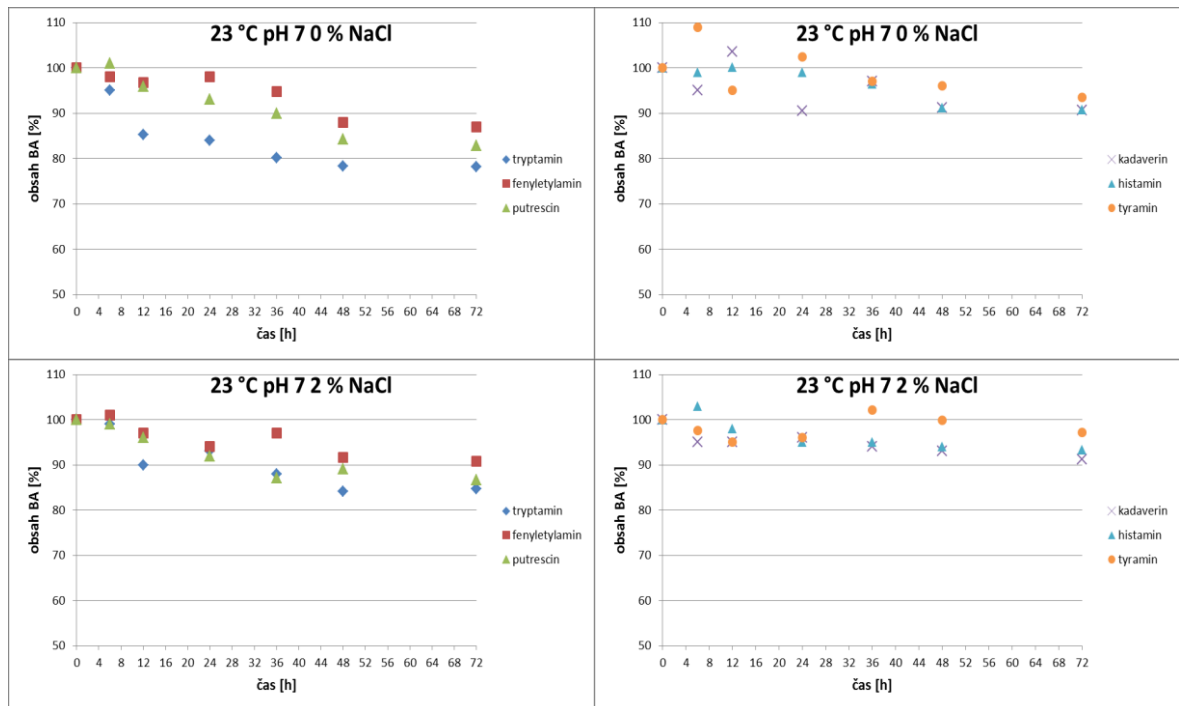 23 °C pH 7 0 % NaCl
110
100
90
80
70
60
50
obsah BA [%]
0 4 8 12 16 20 24 28 32 36 40 44 48 52 56 60 64 68 72
čas [h]
tryptamin
fenyletylamin
putrescin
23 °C pH 7 0 % NaCl
110
100
90
80
70
60
50
obsah BA [%]
0 4 8 12 16 20 24 28 32 36 40 44 48 52 56 60 64 68 72
čas [h]
kadaverin
histamin
tyramin
23 °C pH 7 2 % NaCl
110
100
90
80
70
60
50
obsah BA [%]
0 4 8 12 16 20 24 28 32 36 40 44 48 52 56 60 64 68 72
čas [h]
tryptamin
fenyletylamin
putrescin
23 °C pH 7 2 % NaCl
110
100
90
80
70
60
50
obsah BA [%]
0 4 8 12 16 20 24 28 32 36 40 44 48 52 56 60 64 68 72
čas [h]
kadaverin
histamin
tyramin